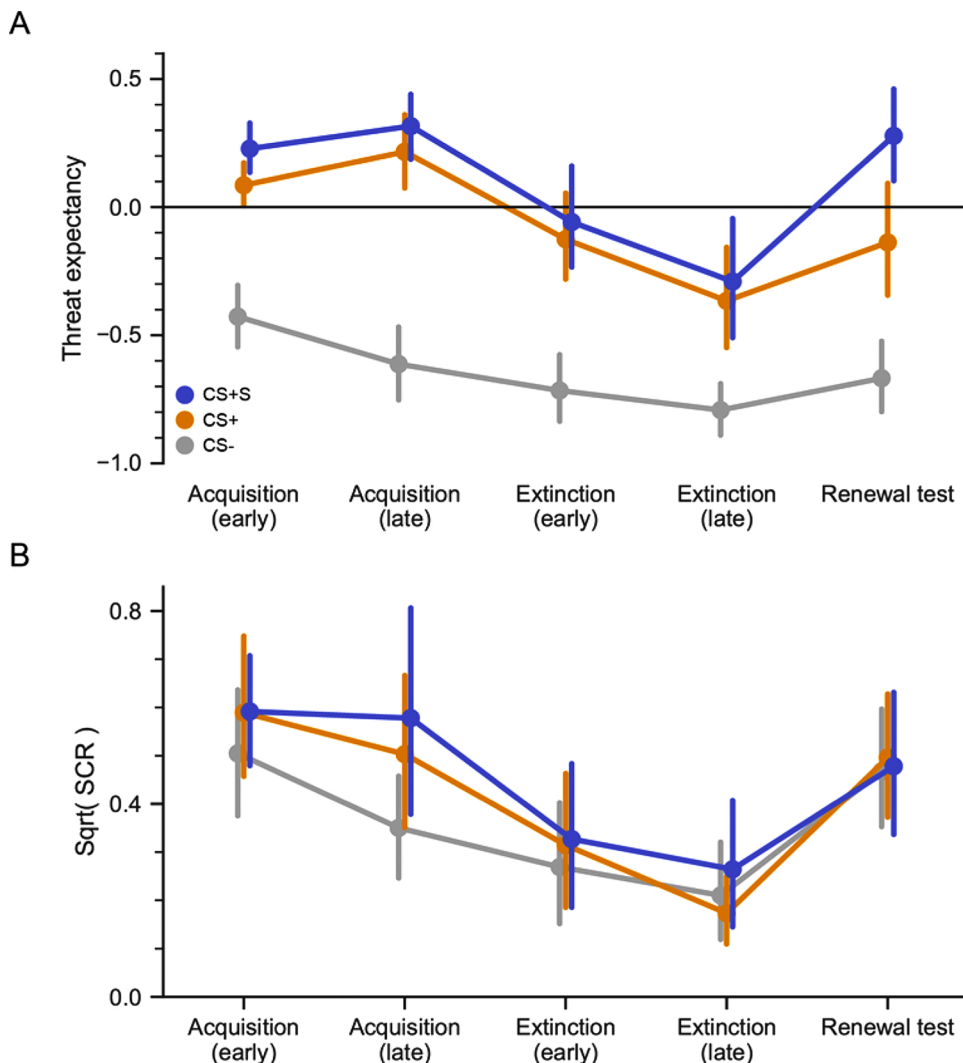 A
0.5
0.0
−0.5
−1.0
Threat expectancy
CS+S
CS+
CS-
Acquisition
(early)
Acquisition
(late)
Extinction
(early)
Extinction
(late)
Renewal test
B
0.8
0.4
0.0
Sqrt( SCR )
Acquisition
(early)
Acquisition
(late)
Extinction
(early)
Extinction
(late)
Renewal test